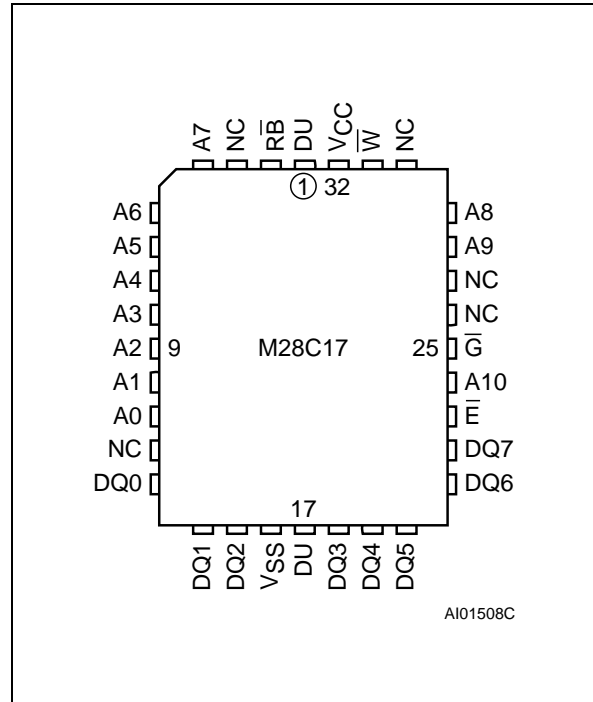 A7 NC R̅B DU VCC W̅ NC
① 32
A6 A8
A5 A9
A4 NC
A3 NC
A2 9 M28C17 25 G̅
A1 A10
A0 E̅
NC DQ7
DQ0 DQ6
17
DQ1 DQ2 VSS DU DQ3 DQ4 DQ5
AI01508C